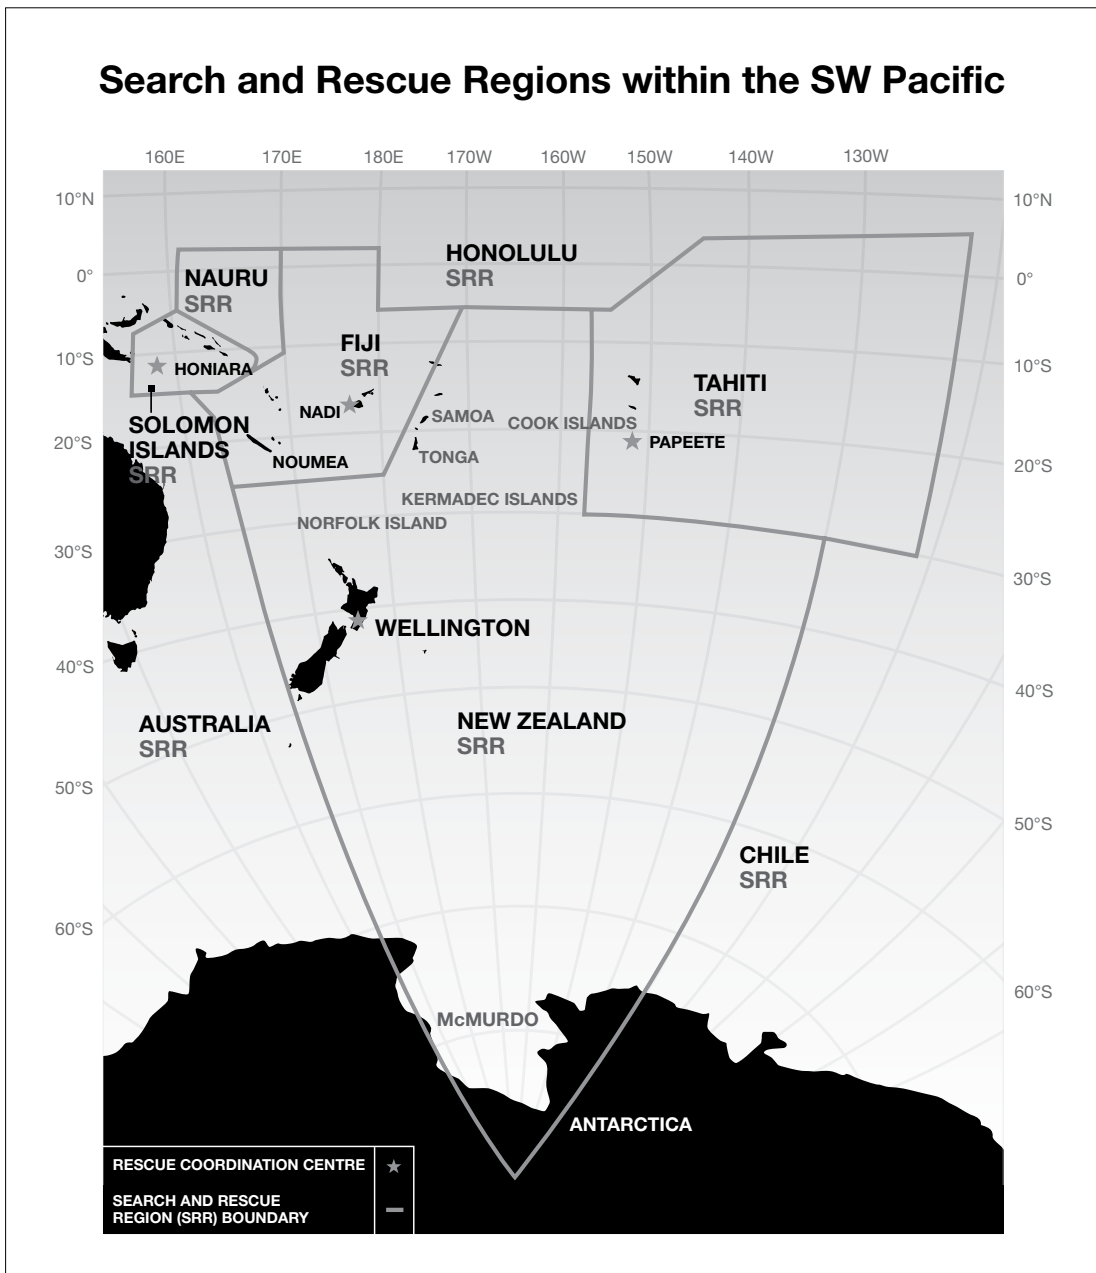 Search and Rescue Regions within the SW Pacific
160E 170E 180E 170W 160W 150W 140W 130W
10°N 10°N
HONOLULU
SRR
0° 0°
NAURU
SRR
FIJI
SRR
10°S 10°S
HONIARA
TAHITI
SRR
NADI
SAMOA
COOK ISLANDS
SOLOMON
ISLANDS
SRR
20°S 20°S
PAPEETE
NOUMEA
TONGA
KERMADEC ISLANDS
NORFOLK ISLAND
30°S 30°S
WELLINGTON
40°S 40°S
AUSTRALIA
SRR
NEW ZEALAND
SRR
50°S 50°S
CHILE
SRR
60°S 60°S
McMURDO
ANTARCTICA
RESCUE COORDINATION CENTRE
SEARCH AND RESCUE
REGION (SRR) BOUNDARY